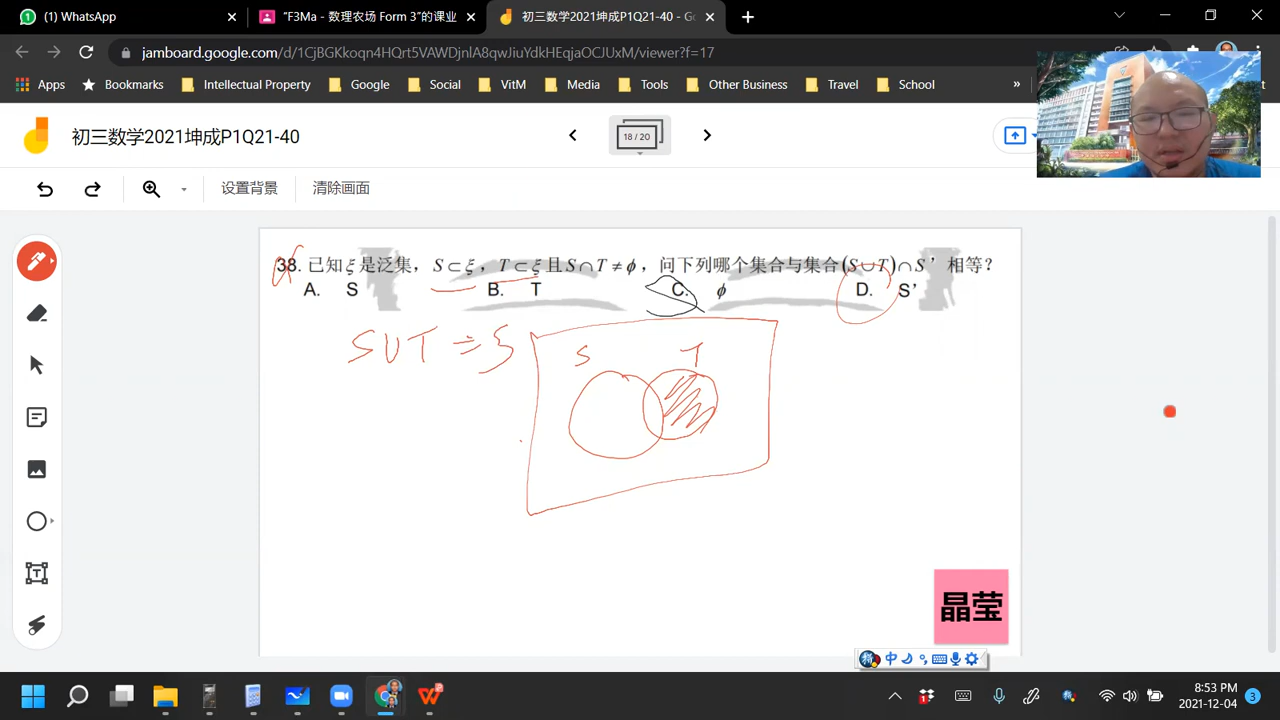 (1) WhatsApp
"F3Ma - 数理农场 Form 3"的课业
初三数学2021坤成P1Q21-40 - Go
jamboard.google.com/d/1CjBGKkoqn4HQrt5VAWDjnlA8gwJiuYdkHEqjaOCJUxM/viewer?f=17
Apps
Bookmarks
Intellectual Property
Google
Soc
VitM
Media
Tools
Other Business
Travel
School
»
初三数学2021坤成P1Q21-40
18 / 20
设置背景
清除画面
38. 已知ξ是泛集，S⊂ξ，T⊂ξ且S∩T≠ϕ，问下列哪个集合与集合(S∪T)∩S’相等？
A. S B. T C. ϕ D. S’
S∪T = ξ
S T
晶莹
中
8:53 PM
2021-12-04
3